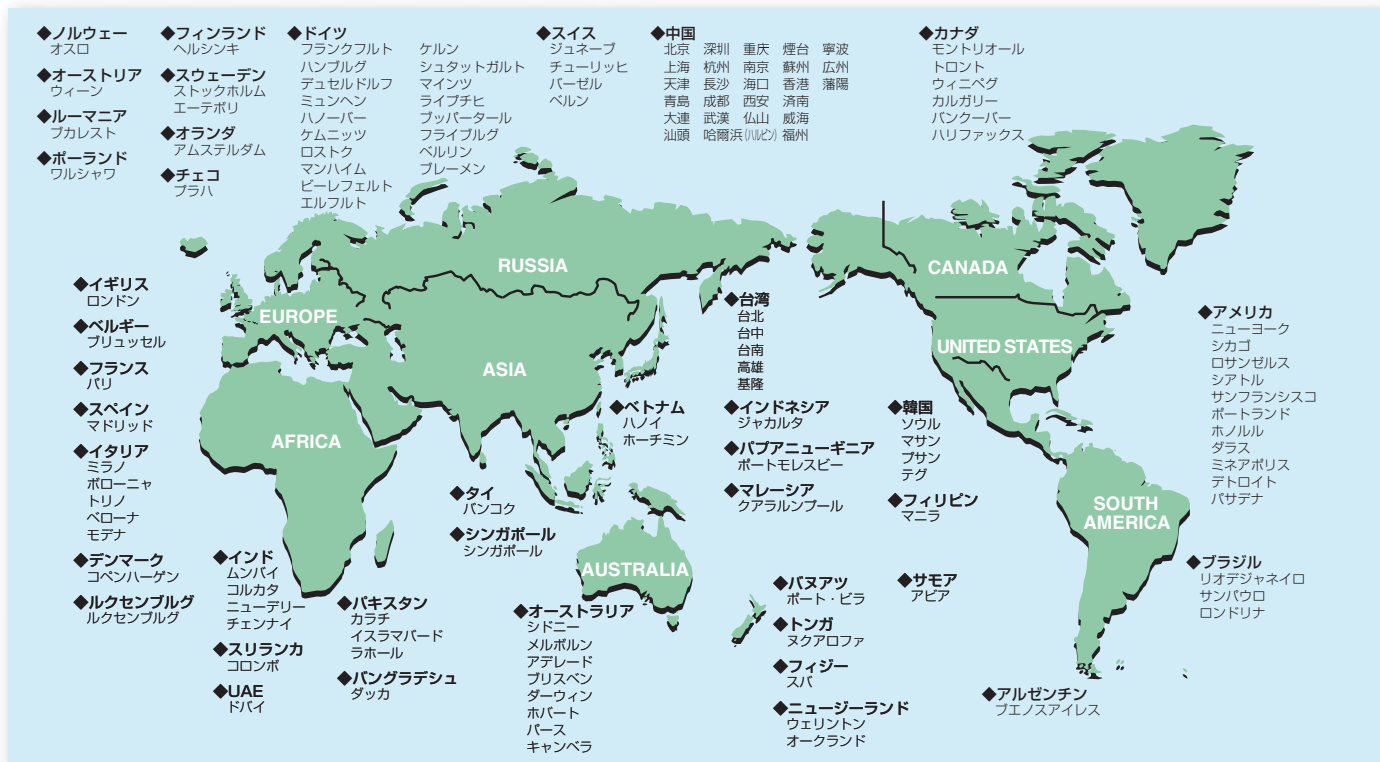 ◆ノルウェー
オスロ
◆オーストリア
ウィーン
◆ルーマニア
ブカレスト
◆ポーランド
ワルシャワ
◆フィンランド
ヘルシンキ
◆スウェーデン
ストックホルム
エーテボリ
◆オランダ
アムステルダム
◆チェコ
プラハ
◆ドイツ
フランクフルト
ハンブルグ
デュセルドルフ
ミュンヘン
ハノーバー
ケムニッツ
ロストク
マンハイム
ビーレフェルト
エルフルト
ケルン
シュタットガルト
マインツ
ライプチヒ
ブッパータール
フライブルグ
ベルリン
ブレーメン
◆スイス
ジュネーブ
チューリッヒ
バーゼル
ベルン
◆中国
北京 深圳 重庆 煙台 寧波
上海 杭州 南京 蘇州 広州
天津 長沙 海口 香港 藩陽
青島 成都 西安 済南
大連 武漢 仏山 威海
汕頭 哈爾浜(ハルビン) 福州
◆カナダ
モントリオール
トロント
ウィニペグ
カルガリー
バンクーバー
ハリファックス
RUSSIA
CANADA
EUROPE
ASIA
UNITED STATES
AFRICA
SOUTH
AMERICA
AUSTRALIA
◆イギリス
ロンドン
◆ベルギー
ブリュッセル
◆フランス
パリ
◆スペイン
マドリッド
◆イタリア
ミラノ
ボローニャ
トリノ
ベローナ
モデナ
◆デンマーク
コペンハーゲン
◆ルクセンブルグ
ルクセンブルグ
◆インド
ムンバイ
コルカタ
ニューデリー
チェンナイ
◆スリランカ
コロンボ
◆UAE
ドバイ
◆パキスタン
カラチ
イスラマバード
ラホール
◆バングラデシュ
ダッカ
◆タイ
バンコク
◆シンガポール
シンガポール
◆ベトナム
ハノイ
ホーチミン
◆台湾
台北
台中
台南
高雄
基隆
◆インドネシア
ジャカルタ
◆パプアニューギニア
ポートモレスビー
◆マレーシア
クアラルンプール
◆韓国
ソウル
マサン
プサン
テグ
◆フィリピン
マニラ
◆オーストラリア
シドニー
メルボルン
アデレード
ブリスベン
ダーウィン
ホバート
パース
キャンベラ
◆バヌアツ
ポート・ビラ
◆トンガ
ヌクアロファ
◆フィジー
スバ
◆ニュージーランド
ウェリントン
オークランド
◆サモア
アピア
◆アメリカ
ニューヨーク
シカゴ
ロサンゼルス
シアトル
サンフランシスコ
ポートランド
ホノルル
ダラス
ミネアポリス
デトロイト
パサデナ
◆ブラジル
リオデジャネイロ
サンパウロ
ロンドリナ
◆アルゼンチン
ブエノスアイレス